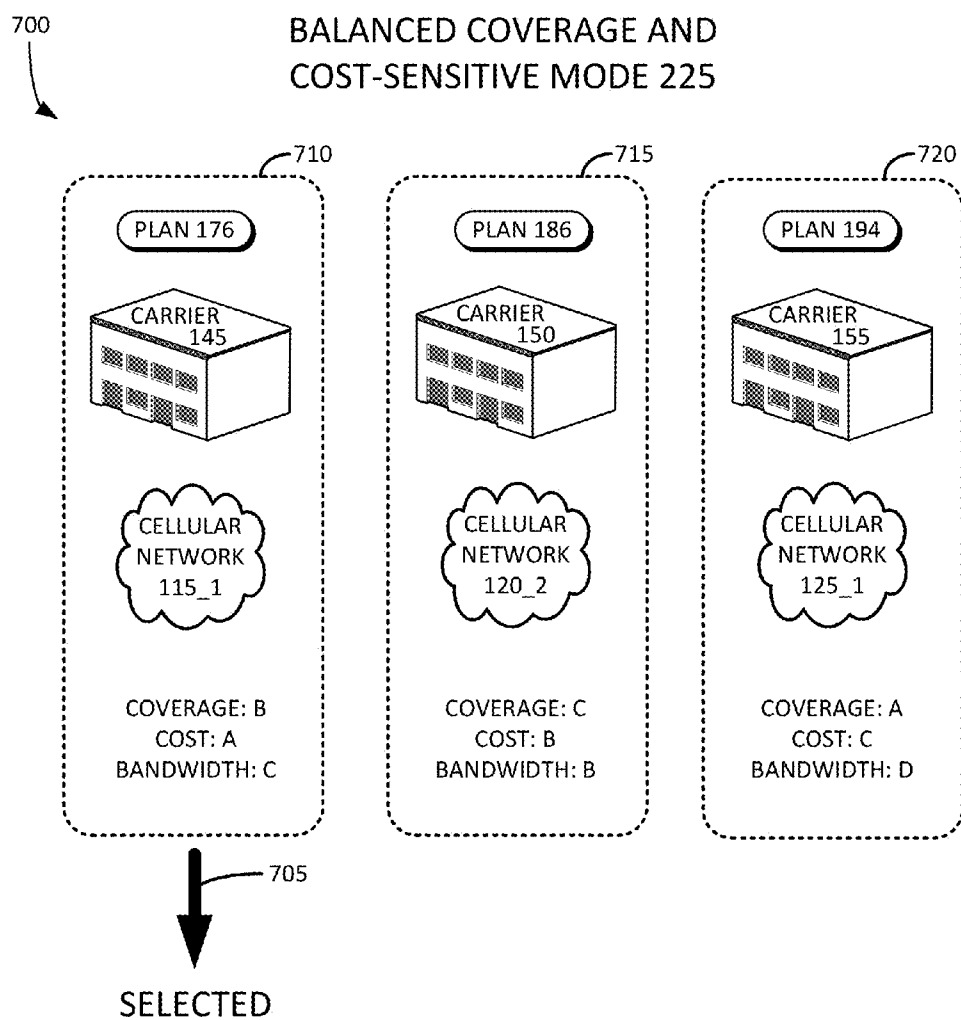 700
BALANCED COVERAGE AND
COST-SENSITIVE MODE 225
710
715
720
PLAN 176
PLAN 186
PLAN 194
CARRIER
145
CARRIER
150
CARRIER
155
CELLULAR
NETWORK
115_1
CELLULAR
NETWORK
120_2
CELLULAR
NETWORK
125_1
COVERAGE: B
COST: A
BANDWIDTH: C
COVERAGE: C
COST: B
BANDWIDTH: B
COVERAGE: A
COST: C
BANDWIDTH: D
705
SELECTED